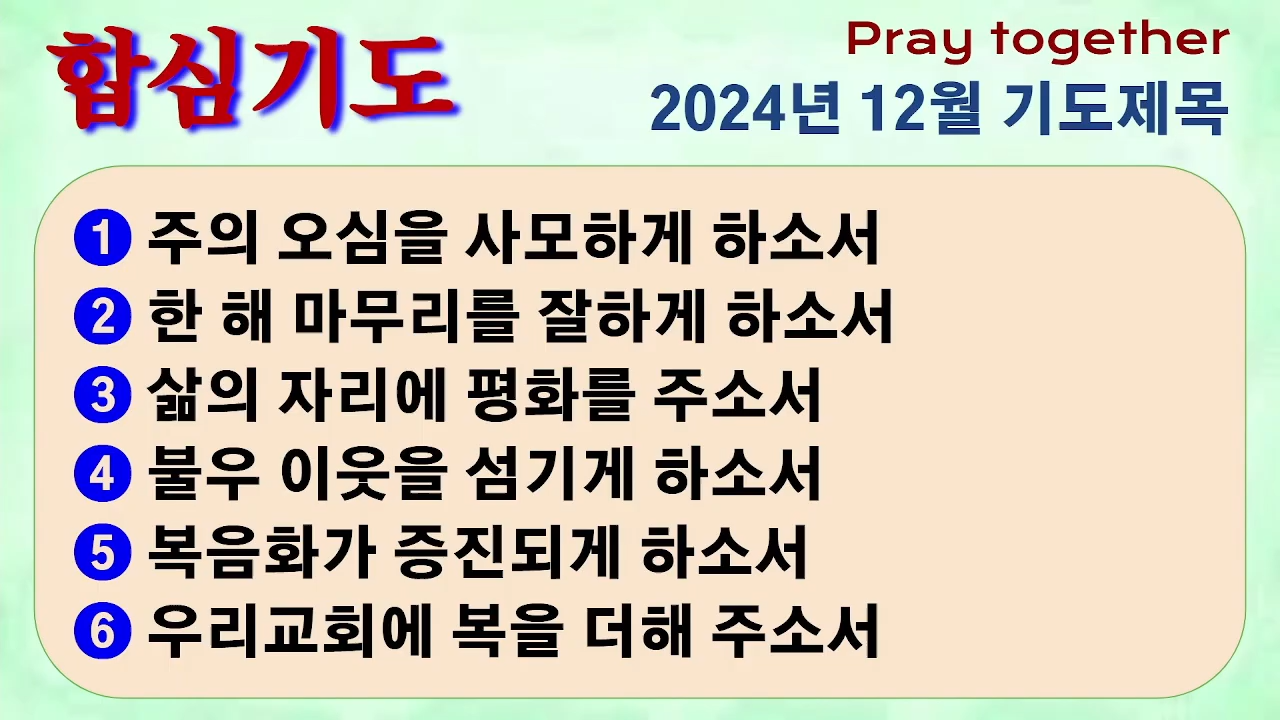 합심기도
Pray together
2024년 12월 기도제목
1 주의 오심을 사모하게 하소서
2 한 해 마무리를 잘하게 하소서
3 삶의 자리에 평화를 주소서
4 불우 이웃을 섬기게 하소서
5 복음화가 증진되게 하소서
6 우리교회에 복을 더해 주소서